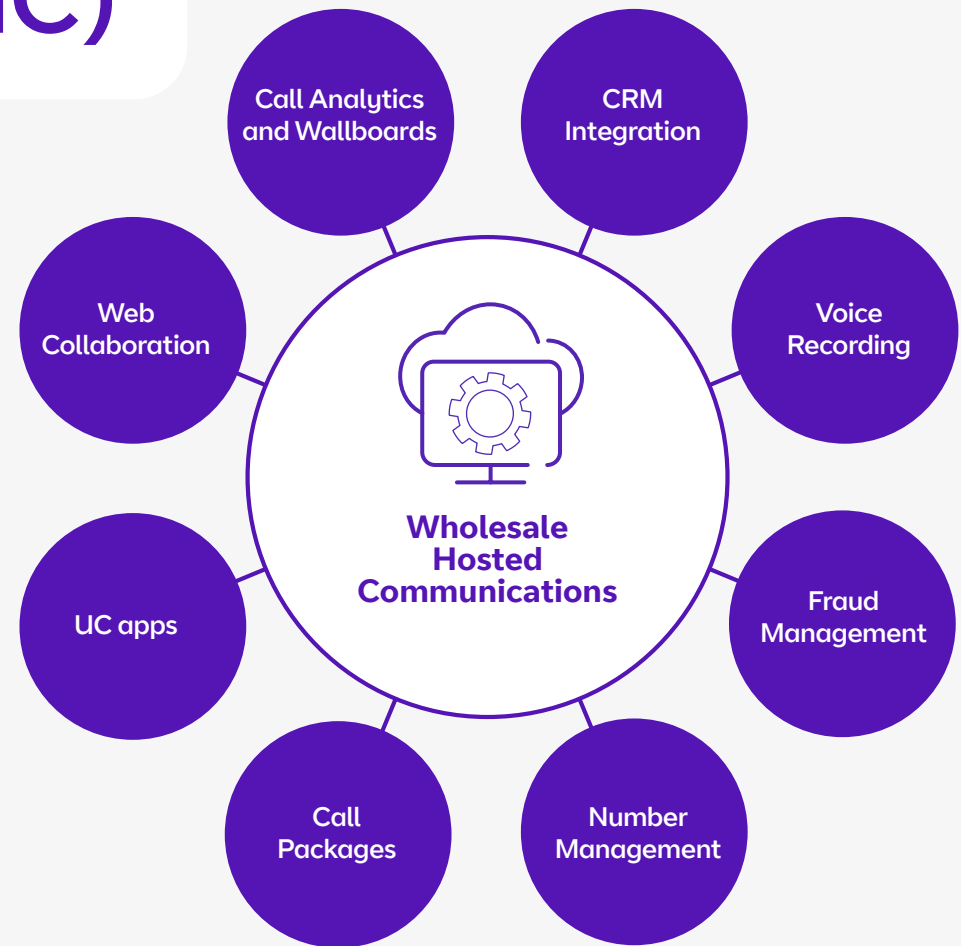 C)
Call Analytics
and Wallboards
CRM
Integration
Web
Collaboration
Voice
Recording
Wholesale
Hosted
Communications
UC apps
Fraud
Management
Call
Packages
Number
Management